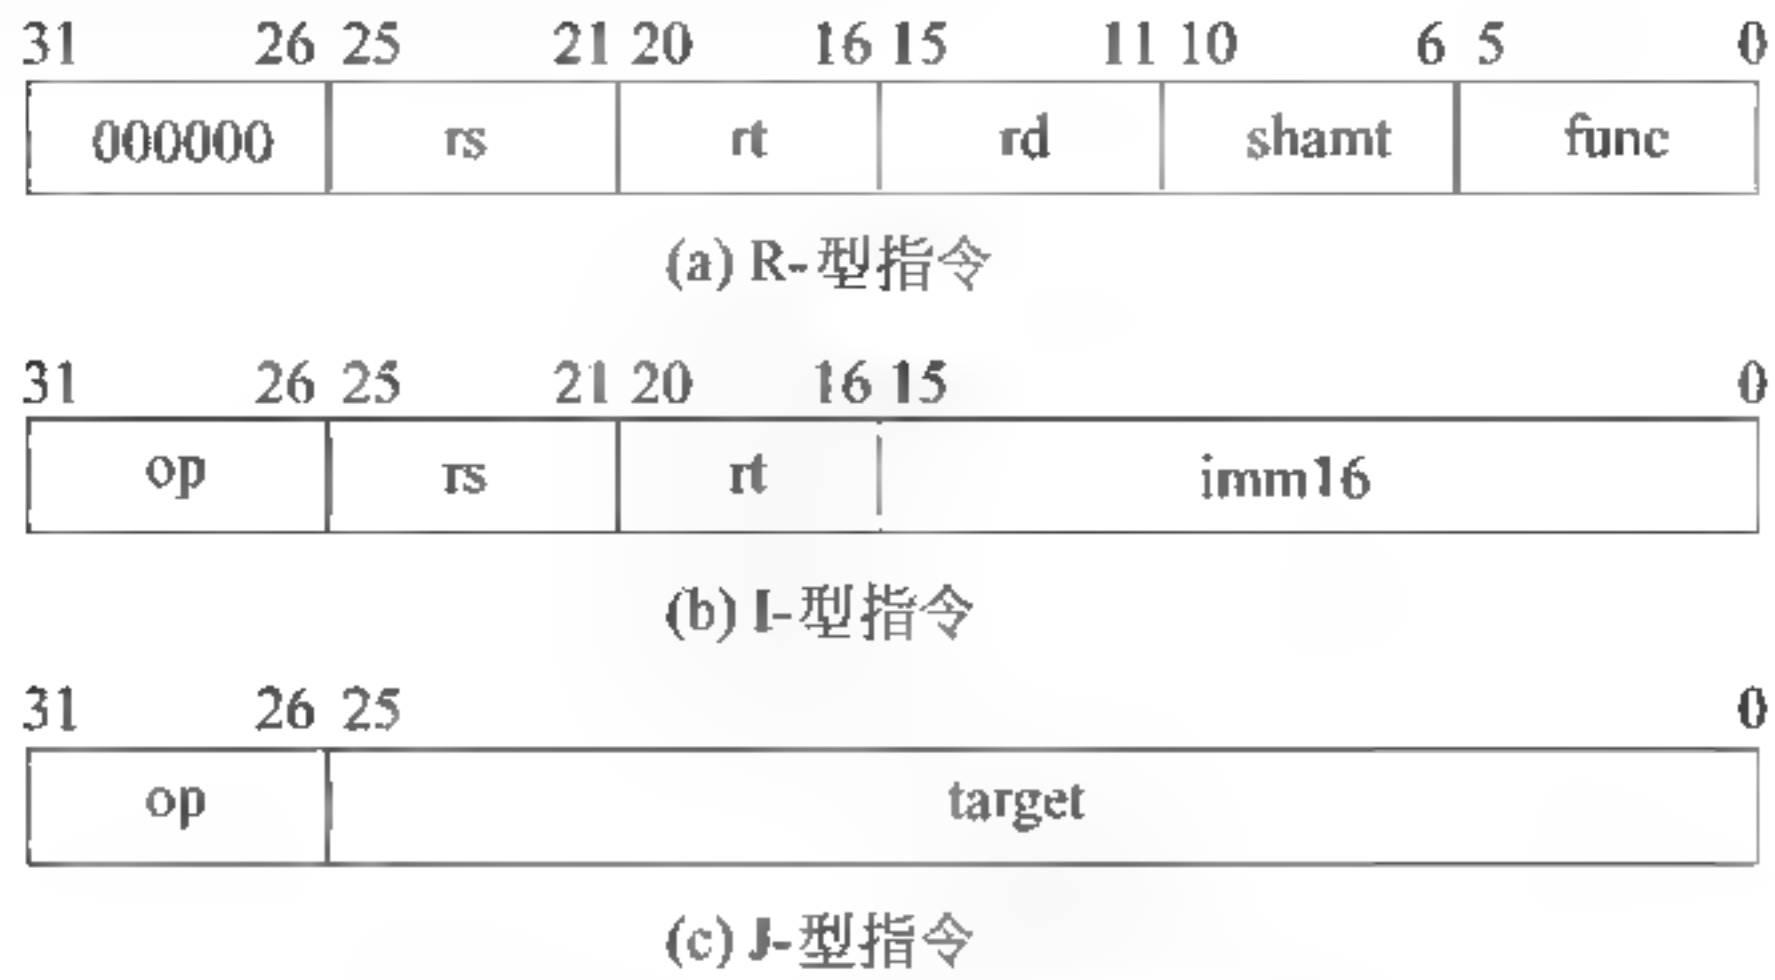 31 26 25 21 20 16 15 11 10 6 5 0
000000 rs rt rd shamt func
(a) R-型指令
31 26 25 21 20 16 15 0
op rs rt imm16
(b) I-型指令
31 26 25 0
op target
(c) J-型指令